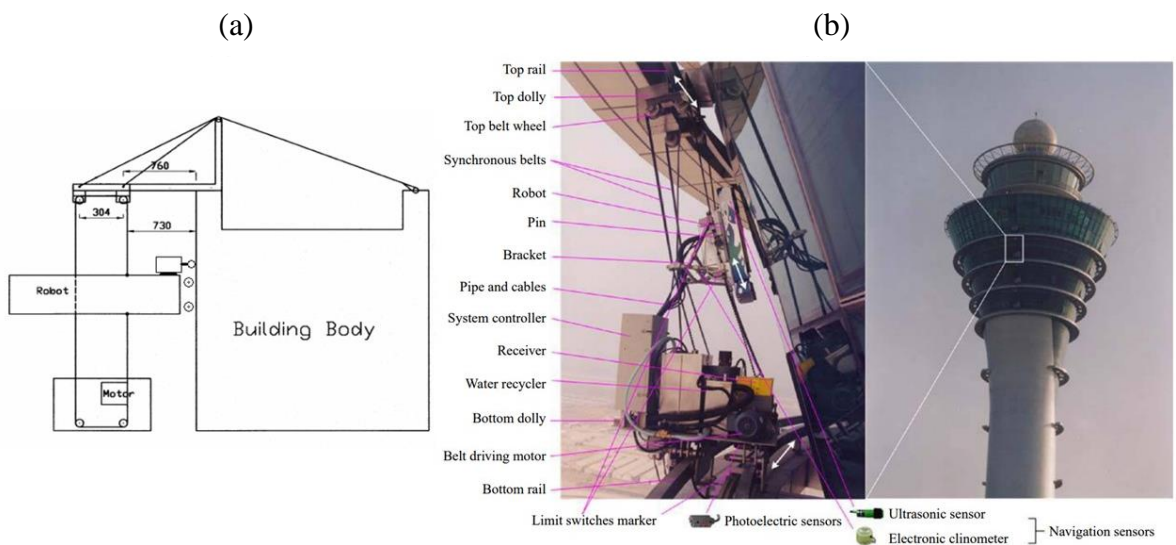 (a)
(b)
760
304
730
Robot
Building Body
Motor
Top rail
Top dolly
Top belt wheel
Synchronous belts
Robot
Pin
Bracket
Pipe and cables
System controller
Receiver
Water recycler
Bottom dolly
Belt driving motor
Bottom rail
Limit switches marker
Photoelectric sensors
Ultrasonic sensor
Electronic clinometer
Navigation sensors